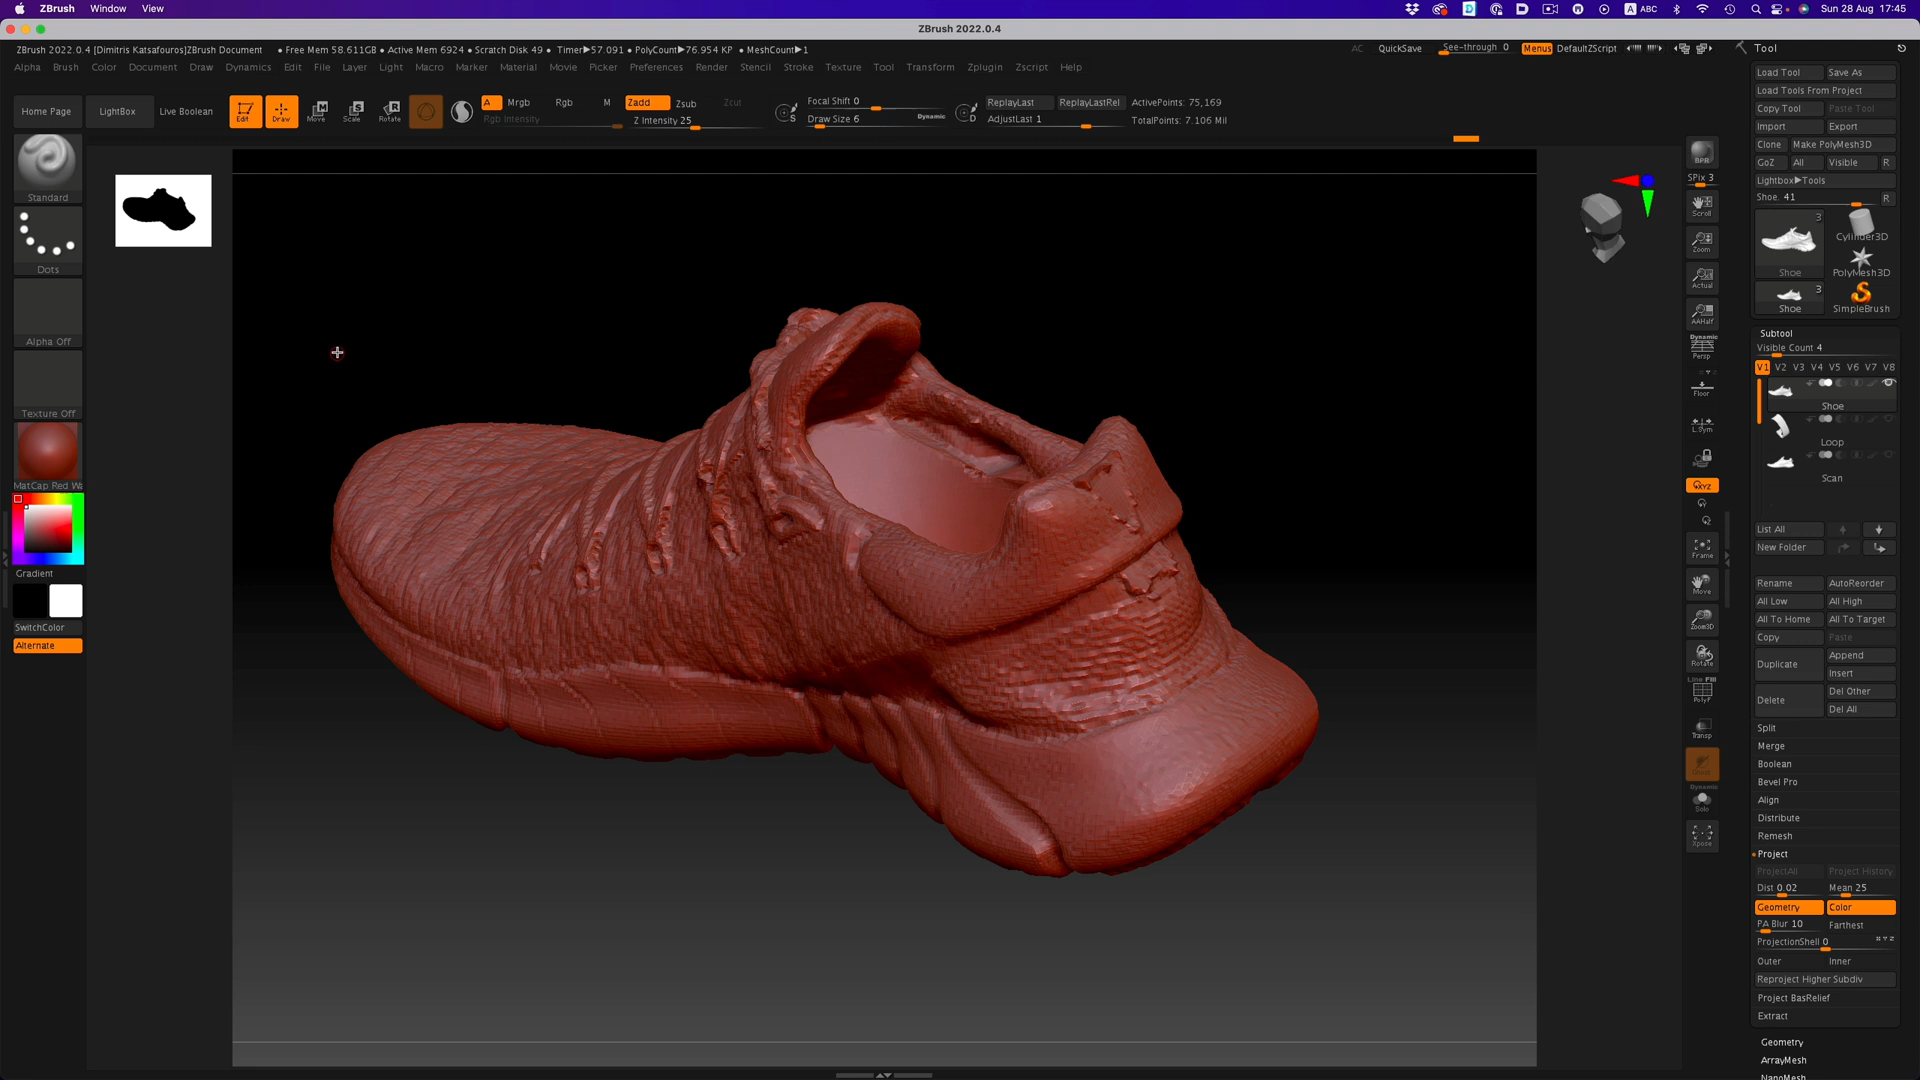 ZBrush Window View ABC Sun 28 Aug 17:45
ZBrush 2022.0.4
ZBrush 2022.0.4 [Dimitris Katsafouros]ZBrush Document • Free Mem 58.611GB • Active Mem 6924 • Scratch Disk 49 • Timer▶57.091 • PolyCount▶76.954 KP • MeshCount▶1 AC QuickSave See-through 0 Menus DefaultZScript Tool
Alpha Brush Color Document Draw Dynamics Edit File Layer Light Macro Marker Material Movie Picker Preferences Render Stencil Stroke Texture Tool Transform Zplugin Zscript Help
Home Page LightBox Live Boolean Edit Draw Move Scale Rotate
A Mrgb Rgb M Zadd Zsub Zcut
Rgb Intensity Z Intensity 25
Focal Shift 0
Draw Size 6 Dynamic
ReplayLast ReplayLastRel ActivePoints: 75,169
AdjustLast 1 TotalPoints: 7.106 Mil
Standard
Dots
Alpha Off
Texture Off
MatCap Red Wa
Gradient
SwitchColor
Alternate
BPR
SPix 3
Scroll
Zoom
Actual
AAHalf
Dynamic
Persp
Floor
L.Sym
XYZ
Frame
Move
Zoom3D
Rotate
Line Fill
PolyF
Transp
Ghost
Dynamic
Solo
Xpose
Load Tool Save As
Load Tools From Project
Copy Tool Paste Tool
Import Export
Clone Make PolyMesh3D
GoZ All Visible R
Lightbox▶Tools
Shoe. 41 R
3
Shoe Cylinder3D
PolyMesh3D
3
Shoe SimpleBrush
Subtool
Visible Count 4
V1 V2 V3 V4 V5 V6 V7 V8
Shoe
Loop
Scan
List All
New Folder
Rename AutoReorder
All Low All High
All To Home All To Target
Copy Paste
Duplicate Append
Insert
Delete Del Other
Del All
Split
Merge
Boolean
Bevel Pro
Align
Distribute
Remesh
Project
ProjectAll Project History
Dist 0.02 Mean 25
Geometry Color
PA Blur 10 Farthest
ProjectionShell 0
Outer Inner
Reproject Higher Subdiv
Project BasRelief
Extract
Geometry
ArrayMesh
NanoMesh